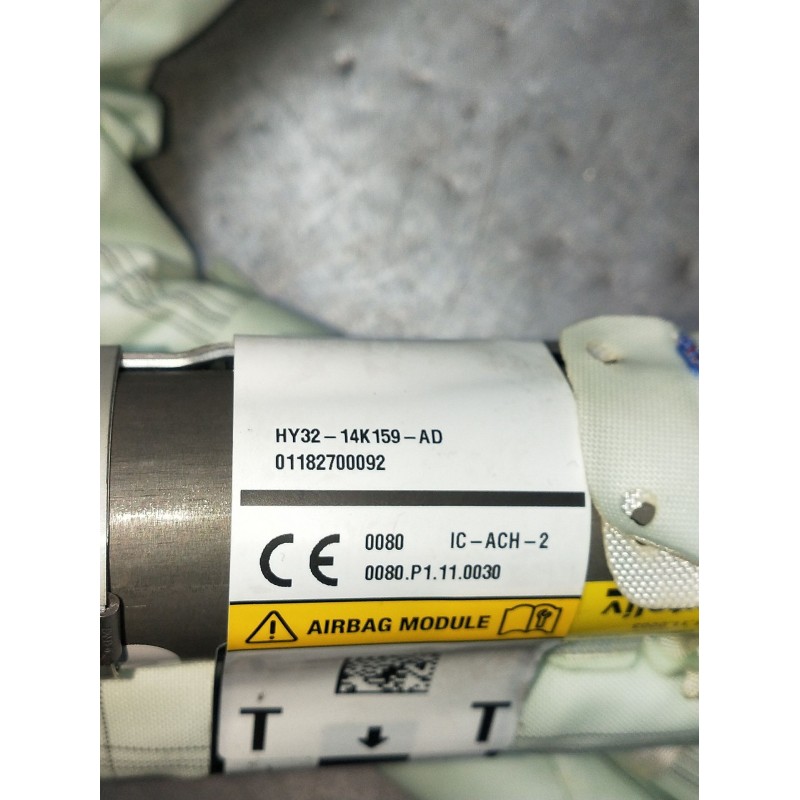 HY32-14K159-AD
01182700092
CE 0080 IC-ACH-2
0080.P1.11.0030
AIRBAG MODULE
T T